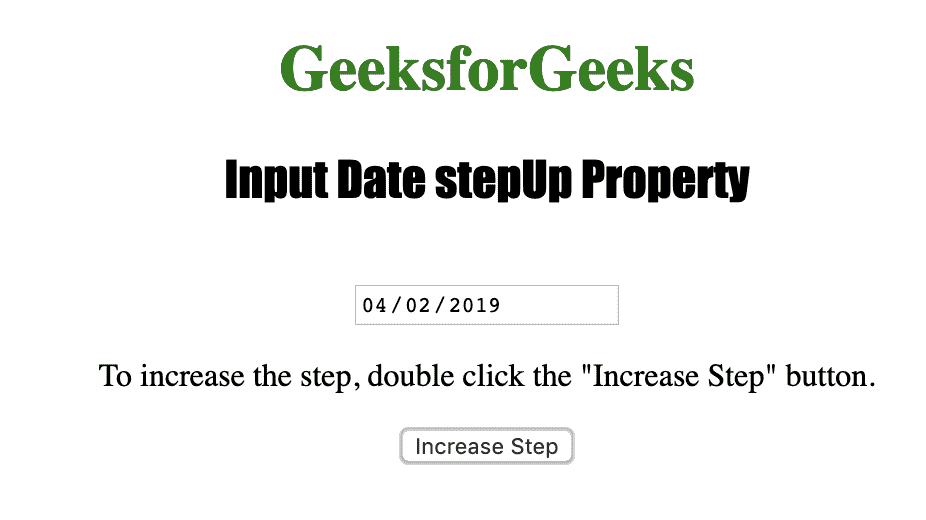 GeeksforGeeks
Input Date stepUp Property
04/02/2019
To increase the step, double click the "Increase Step" button.
Increase Step